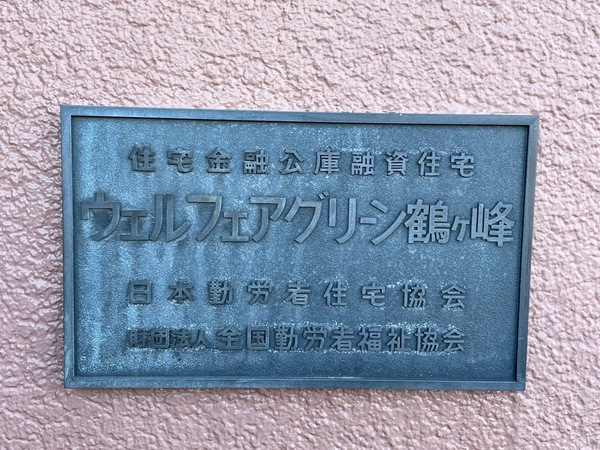 住宅金融公庫融資住宅
ウェルフェアグリーン鶴ヶ峰
日本勤労者住宅協会
財団法人全国勤労者福祉協会